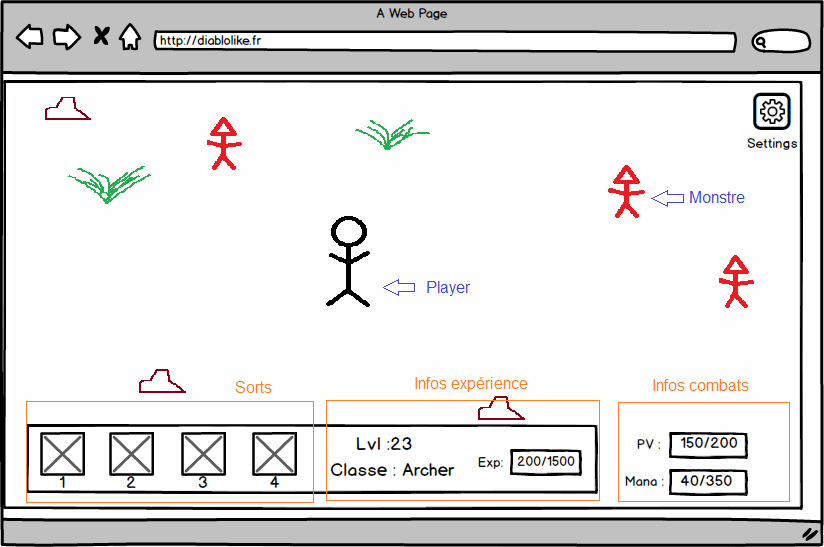 A Web Page
http://diablolike.fr
Settings
Monstre
Player
Sorts
Infos expérience
Infos combats
1
2
3
4
Lvl :23
Classe : Archer
Exp: 200/1500
PV : 150/200
Mana : 40/350